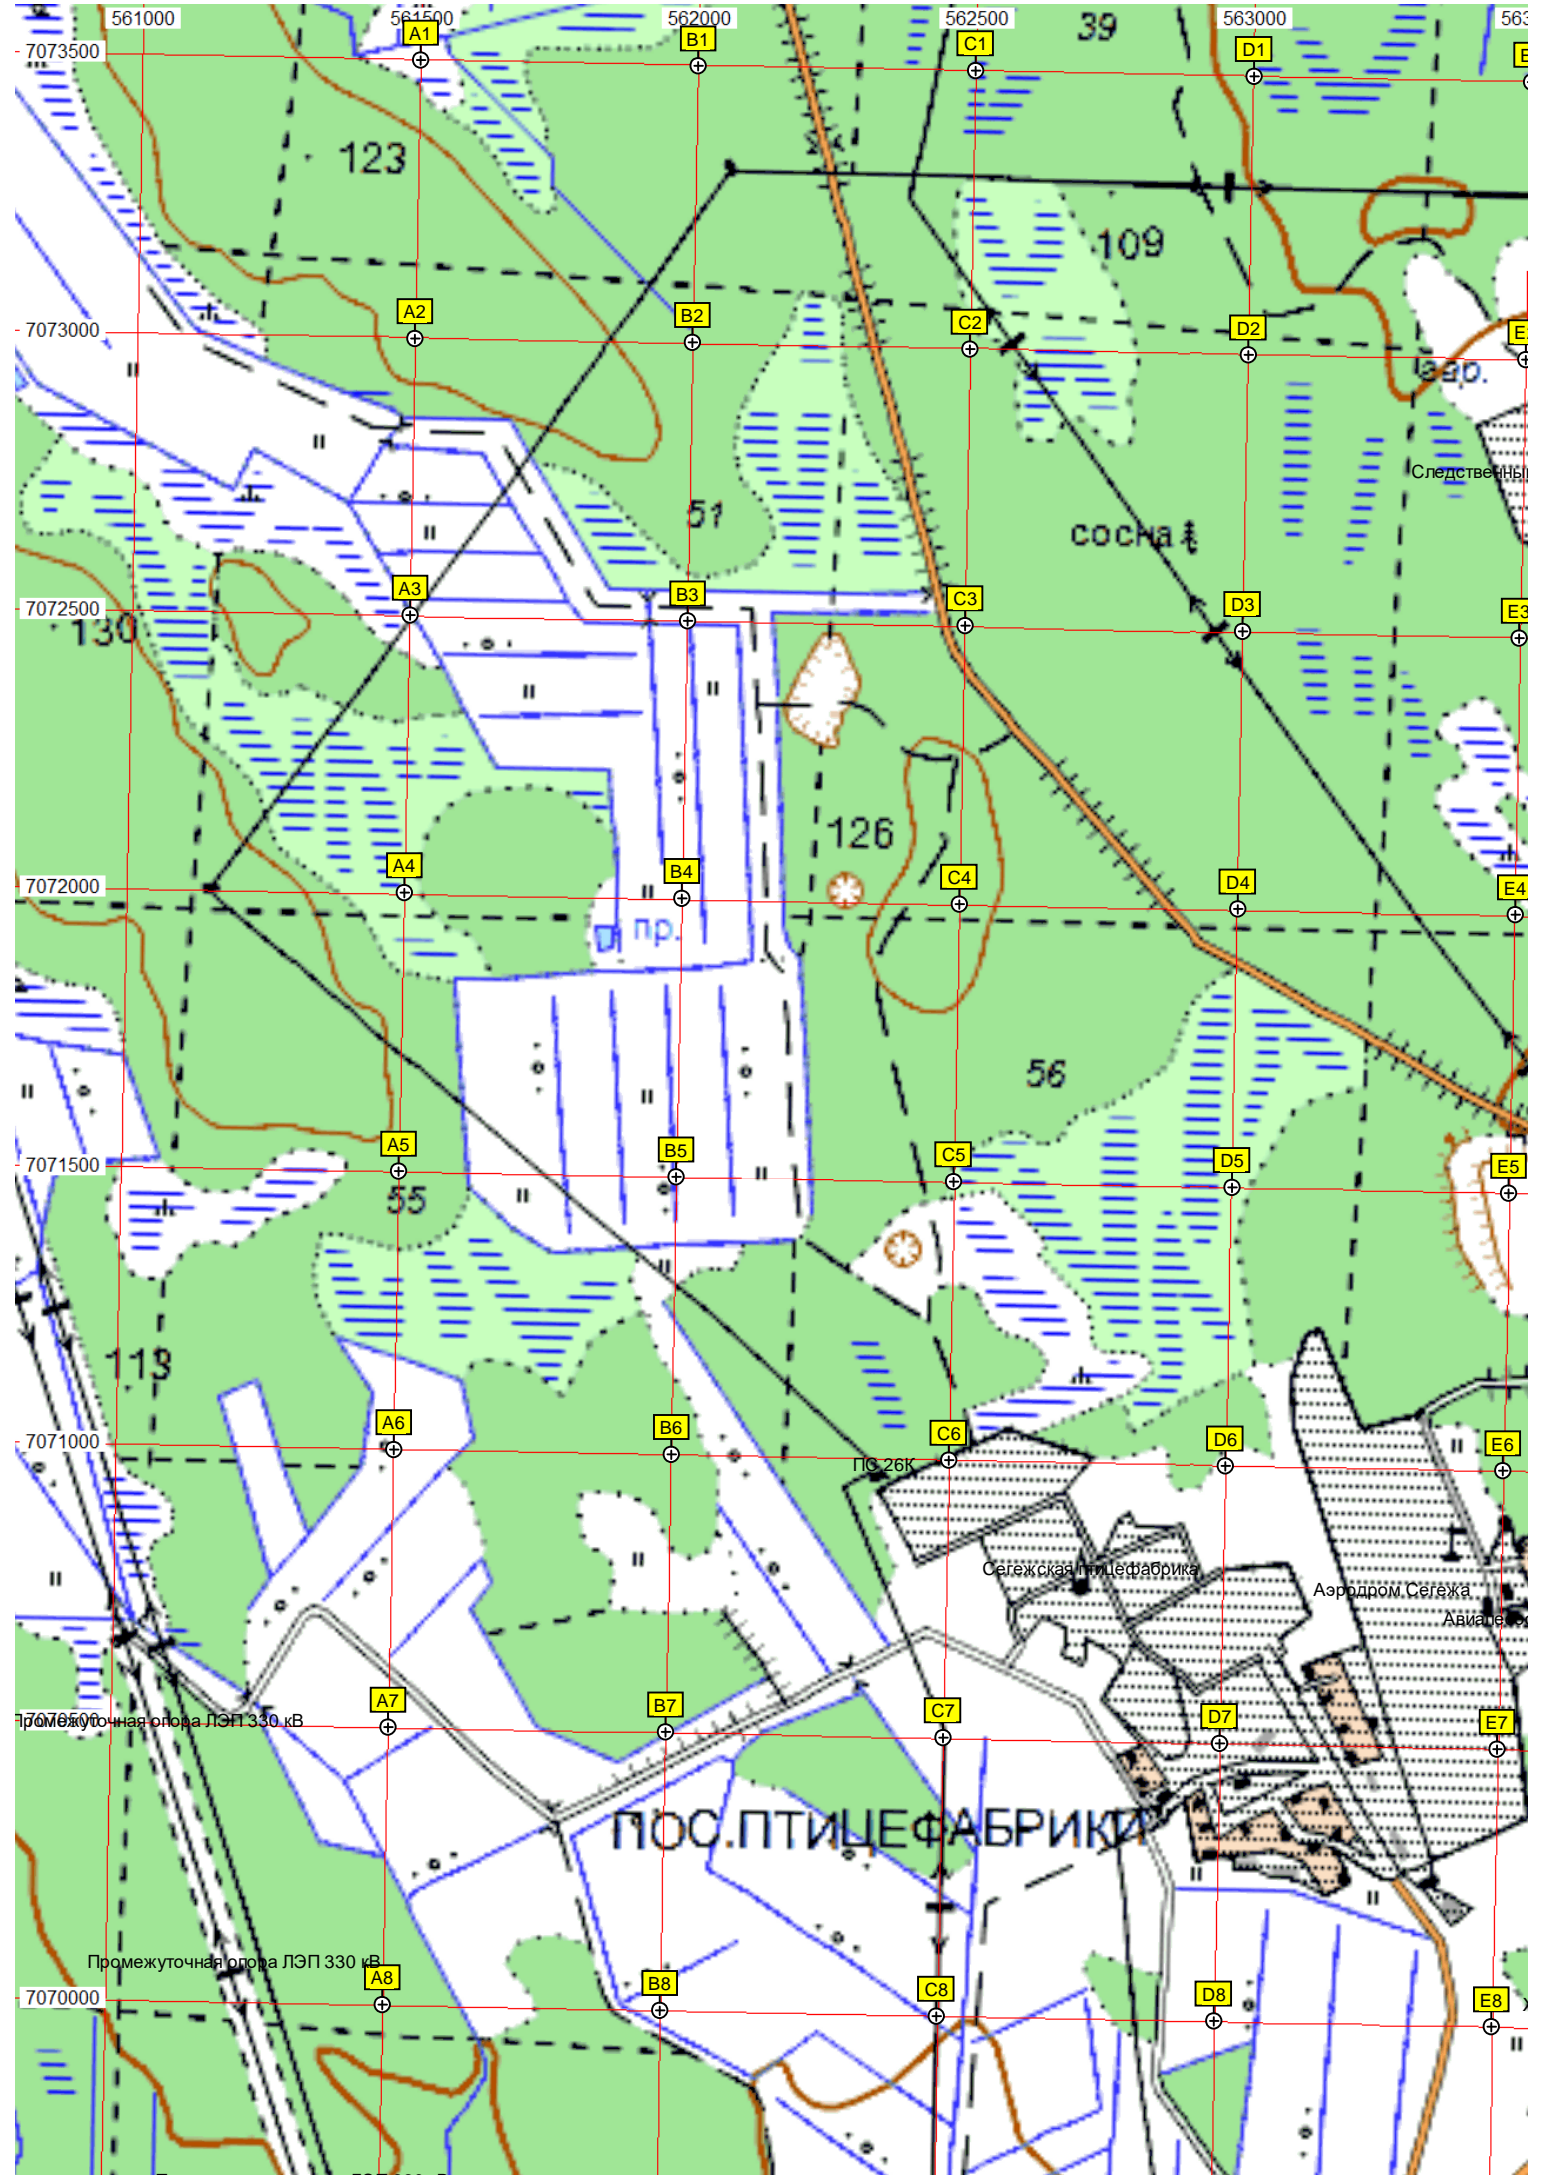 561000 561500 562000 562500 563000 563
39
A1 B1 C1 D1 E
7073500
123
109
A2 B2 C2 D2 E2
7073000
Следственны
51
сосна
A3 B3 C3 D3 E3
7072500
130
126
A4 B4 C4 D4 E4
7072000
пр.
56
A5 B5 C5 D5 E5
7071500
55
113
A6 B6 C6 D6 E6
7071000
ПС 26К
Сегежская птицефабрика
Аэродром Сегежа
A7 B7 C7 D7 E7
7070500
Промежуточная опора ЛЭП 330 кВ
ПОС.ПТИЦЕФАБРИКИ
Промежуточная опора ЛЭП 330 кВ
A8 B8 C8 D8 E8
7070000